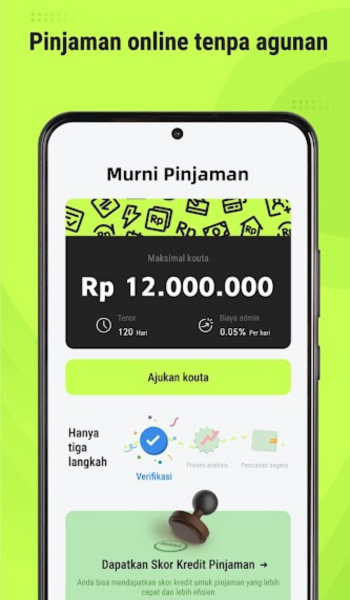 Pinjaman online tenpa agunan
Murni Pinjaman
Maksimal kouta
Rp 12.000.000
Tenor
120 Hari
Biaya admin
0.05% Per hari
Ajukan kouta
Hanya
tiga
langkah
Verifikasi
Proses analisis
Pencairan segera
Dapatkan Skor Kredit Pinjaman →
Anda bisa mendapatkan skor kredit untuk pinjaman yang lebih
cepat dan lebih efisien